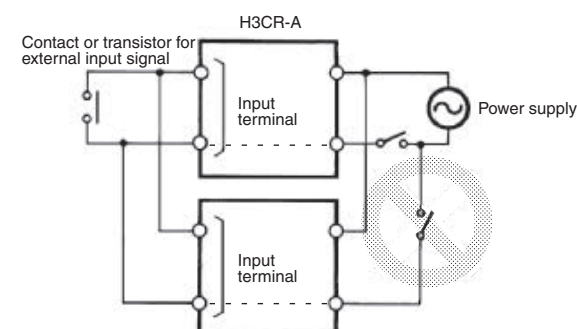 H3CR-A
Contact or transistor for
external input signal
Input
terminal
Power supply
Input
terminal